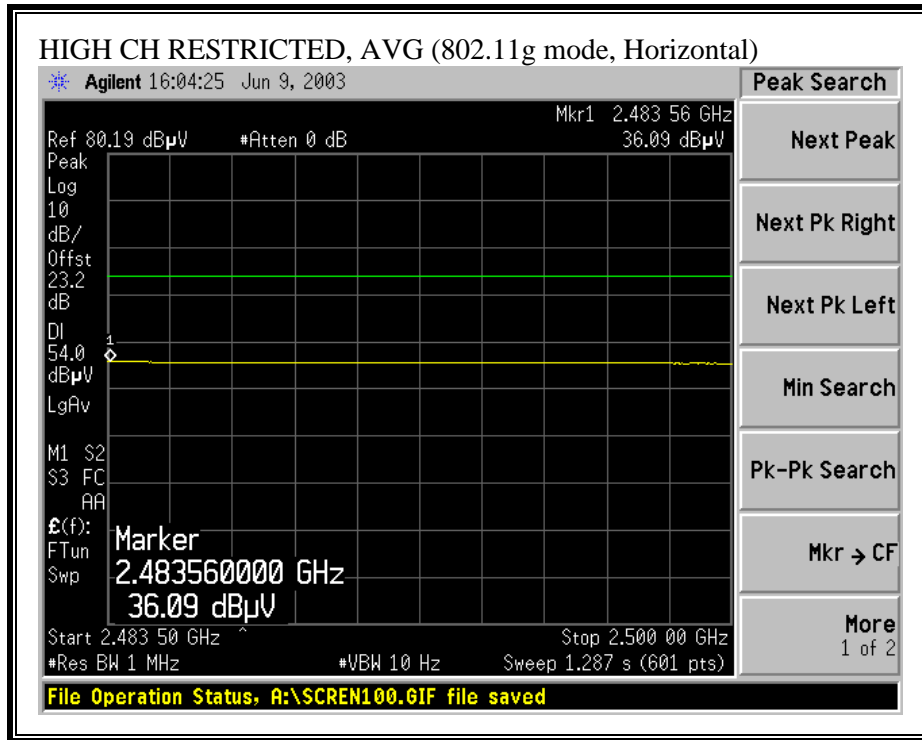 HIGH CH RESTRICTED, AVG (802.11g mode, Horizontal)
Agilent 16:04:25 Jun 9, 2003
Peak Search
Mkr1 2.483 56 GHz
Ref 80.19 dBµV #Atten 0 dB 36.09 dBµV
Next Peak
Peak
Log
10
dB/
Offst
23.2
dB
DI
54.0
dBµV
LgAv
M1 S2
S3 FC
AA
£(f):
FTun
Swp
1
Marker
2.483560000 GHz
36.09 dBµV
Start 2.483 50 GHz ^ Stop 2.500 00 GHz
#Res BW 1 MHz #VBW 10 Hz Sweep 1.287 s (601 pts)
Next Pk Right
Next Pk Left
Min Search
Pk-Pk Search
Mkr → CF
More
1 of 2
File Operation Status, A:\SCREN100.GIF file saved